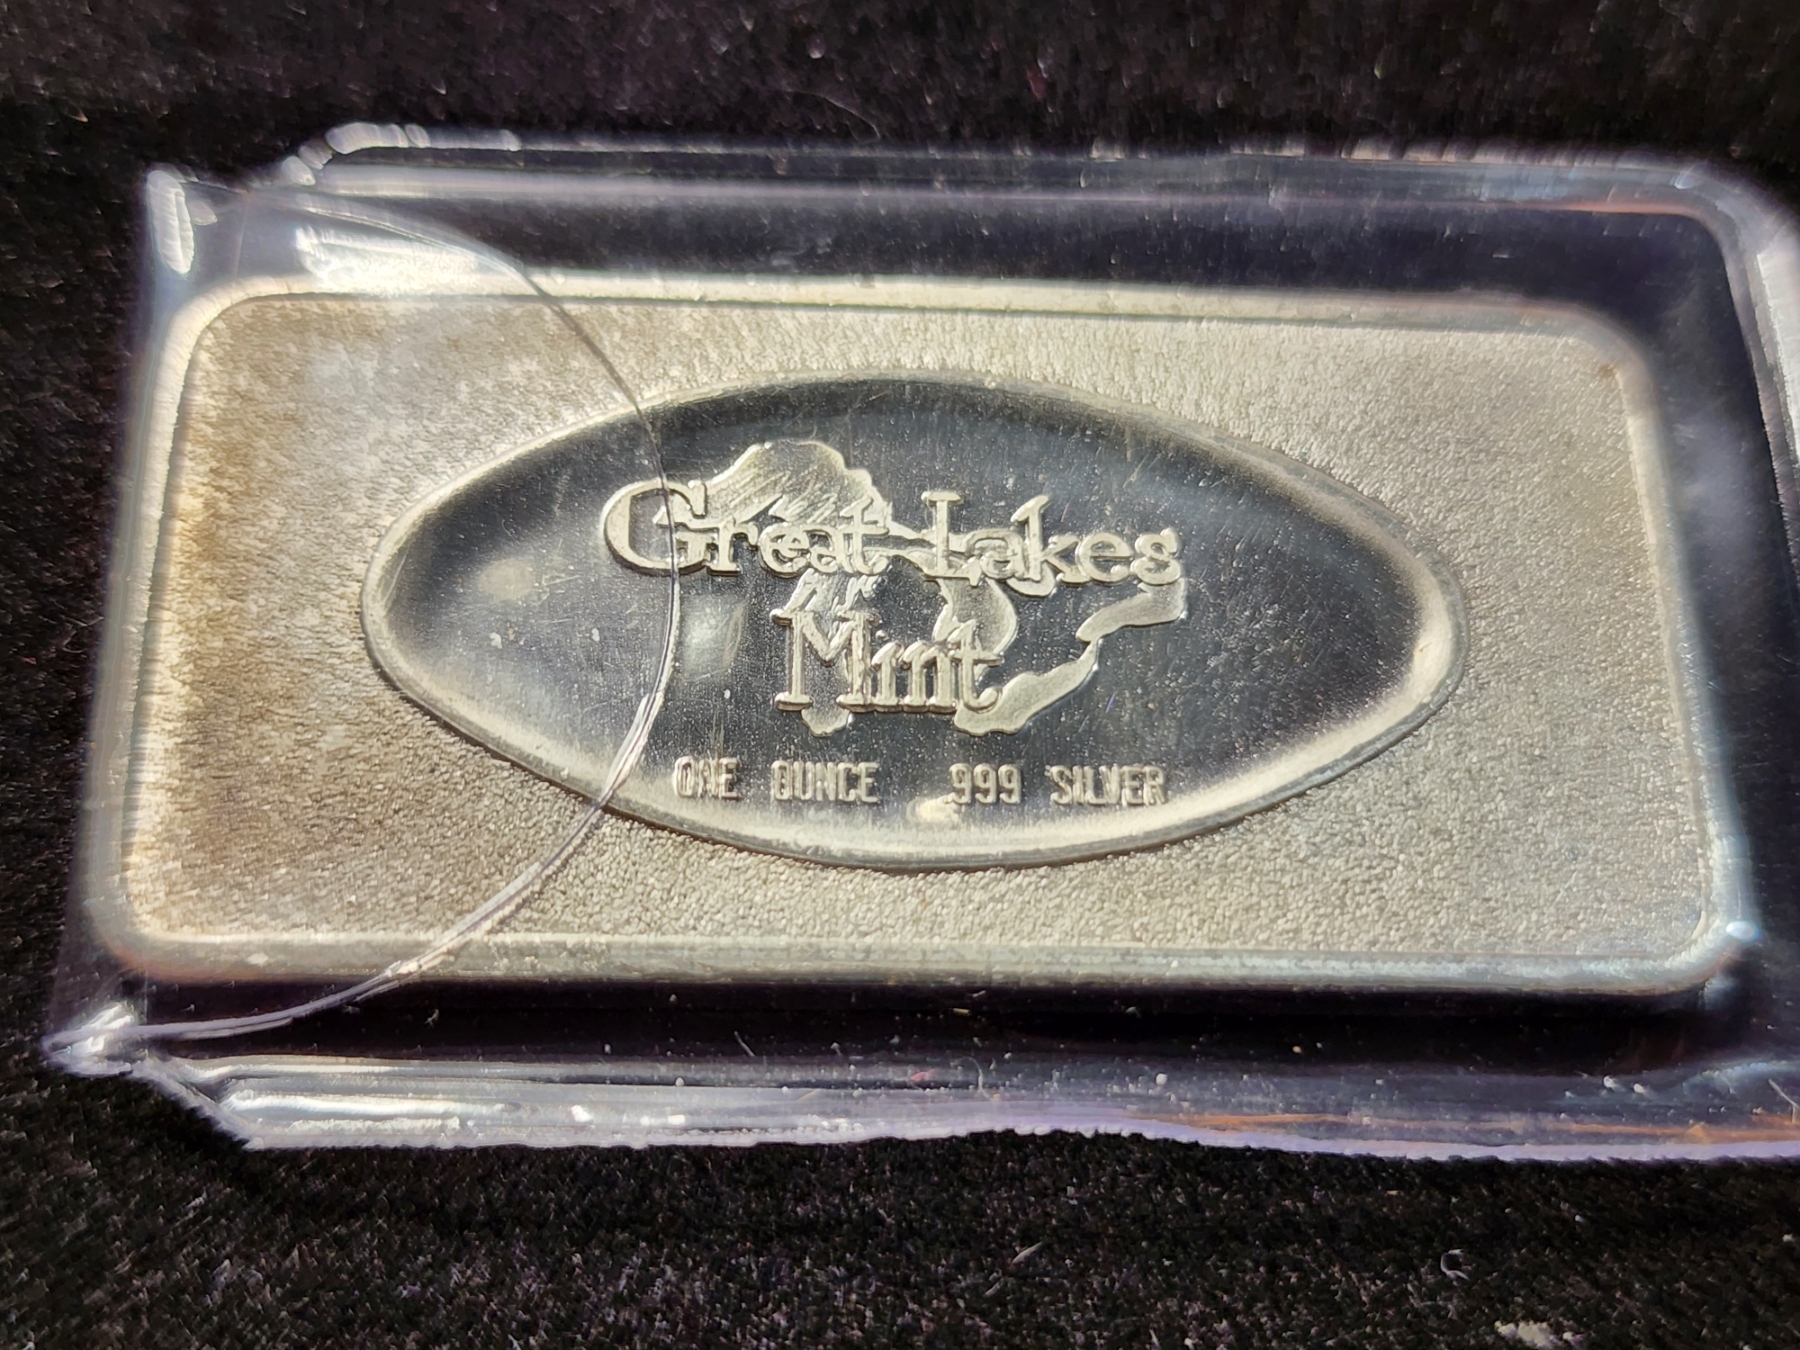 Great Lakes
Mint
ONE OUNCE 999 SILVER